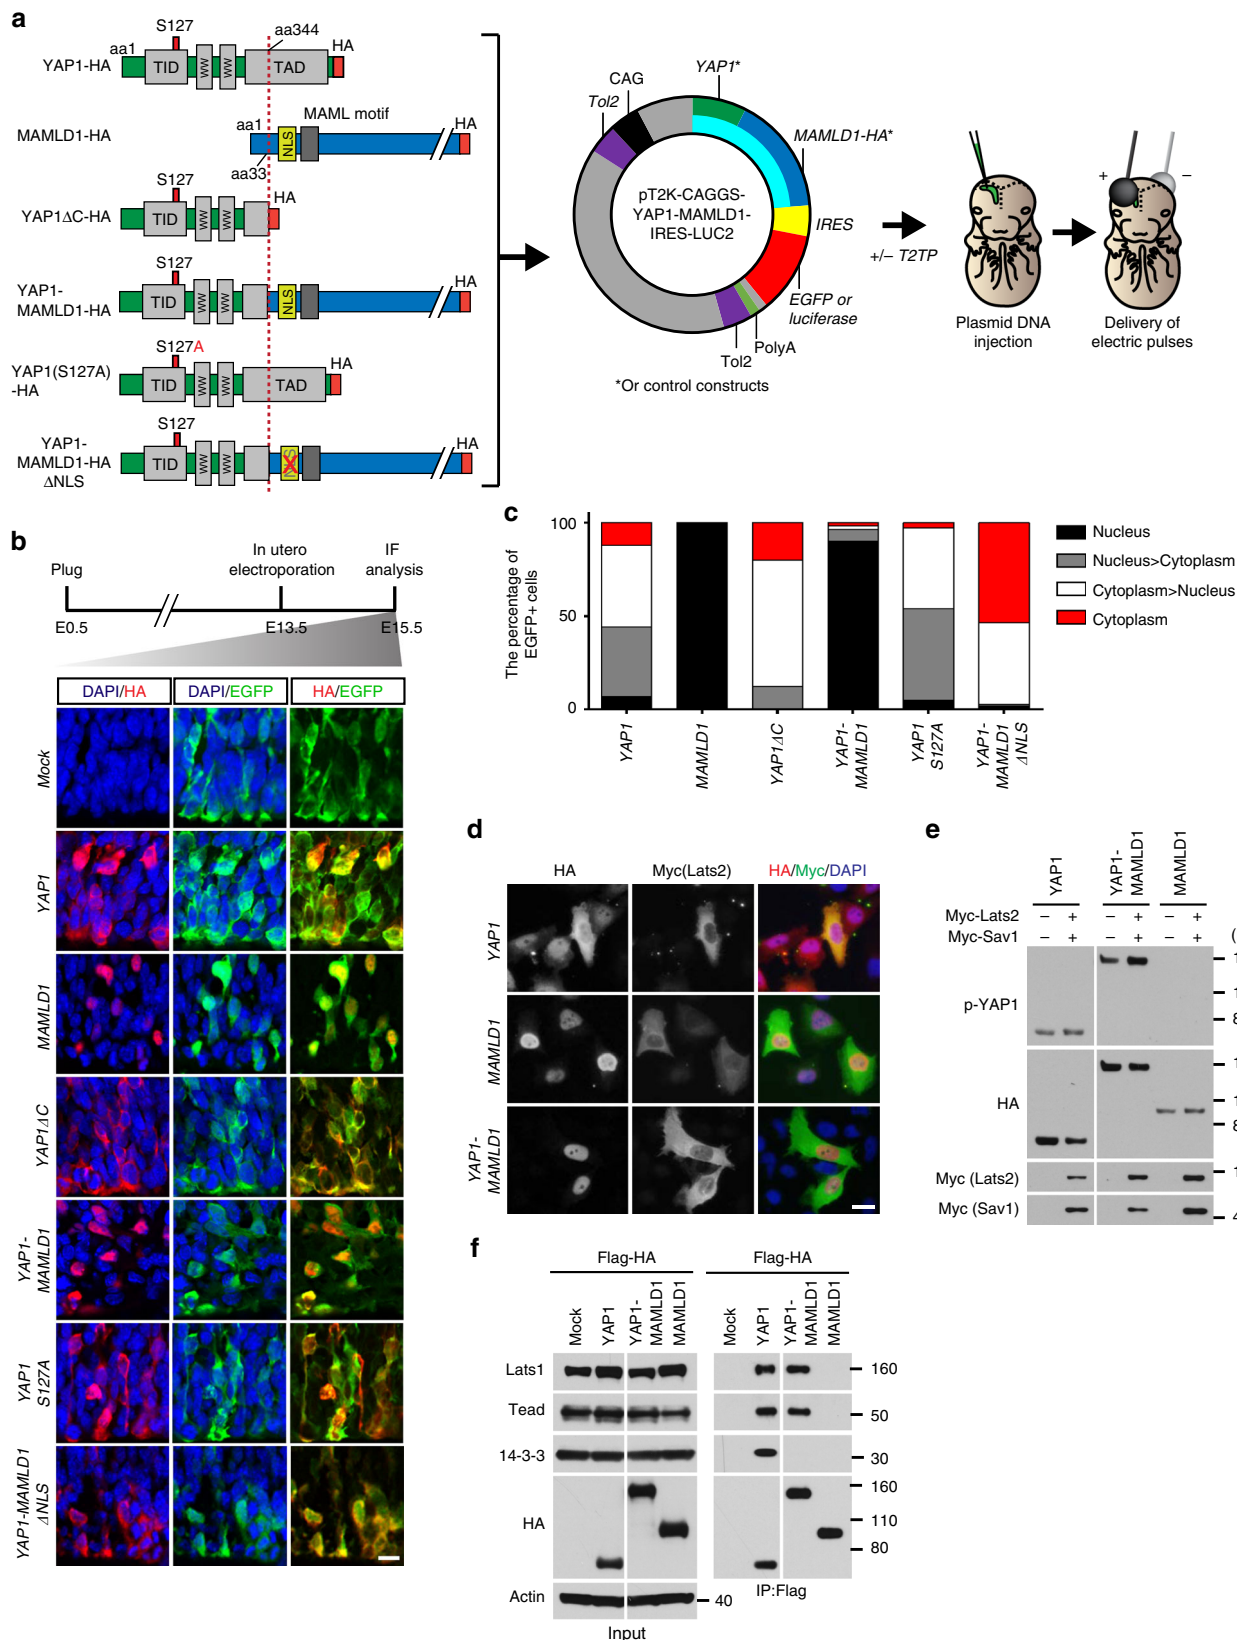 a
S127
aa344
aa1
HA
YAP1-HA
TID
WW
WW
TAD
MAML motif
aa1
HA
MAMLD1-HA
NLS
aa33
S127
HA
YAP1ΔC-HA
TID
WW
WW
S127
HA
YAP1-
MAMLD1-HA
TID
WW
WW
NLS
S127A
HA
YAP1(S127A)
-HA
TID
WW
WW
TAD
S127
HA
YAP1-
MAMLD1-HA
ΔNLS
TID
WW
WW
NLS
CAG
YAP1*
Tol2
MAMLD1-HA*
pT2K-CAGGS-
YAP1-MAMLD1-
IRES-LUC2
IRES
EGFP or
luciferase
PolyA
Tol2
*Or control constructs
+/– T2TP
+
–
Plasmid DNA
injection
Delivery of
electric pulses
b
Plug
In utero
electroporation
IF
analysis
E0.5
E13.5
E15.5
DAPI/HA
DAPI/EGFP
HA/EGFP
Mock
YAP1
MAMLD1
YAP1ΔC
YAP1-
MAMLD1
YAP1
S127A
YAP1-MAMLD1
ΔNLS
c
The percentage of
EGFP+ cells
100
50
0
YAP1
MAMLD1
YAP1ΔC
YAP1-
MAMLD1
YAP1
S127A
YAP1-
MAMLD1
ΔNLS
Nucleus
Nucleus>Cytoplasm
Cytoplasm>Nucleus
Cytoplasm
d
HA
Myc(Lats2)
HA/Myc/DAPI
YAP1
MAMLD1
YAP1-
MAMLD1
e
YAP1
YAP1-
MAMLD1
MAMLD1
Myc-Lats2 – + – + – +
Myc-Sav1 – + – + – +
(
p-YAP1
1
1
8
HA
1
1
8
Myc (Lats2)
1
Myc (Sav1)
4
f
Flag-HA
Flag-HA
Mock
YAP1
YAP1-
MAMLD1
MAMLD1
Mock
YAP1
YAP1-
MAMLD1
MAMLD1
Lats1
160
Tead
50
14-3-3
30
HA
160
110
80
Actin
40
IP:Flag
Input